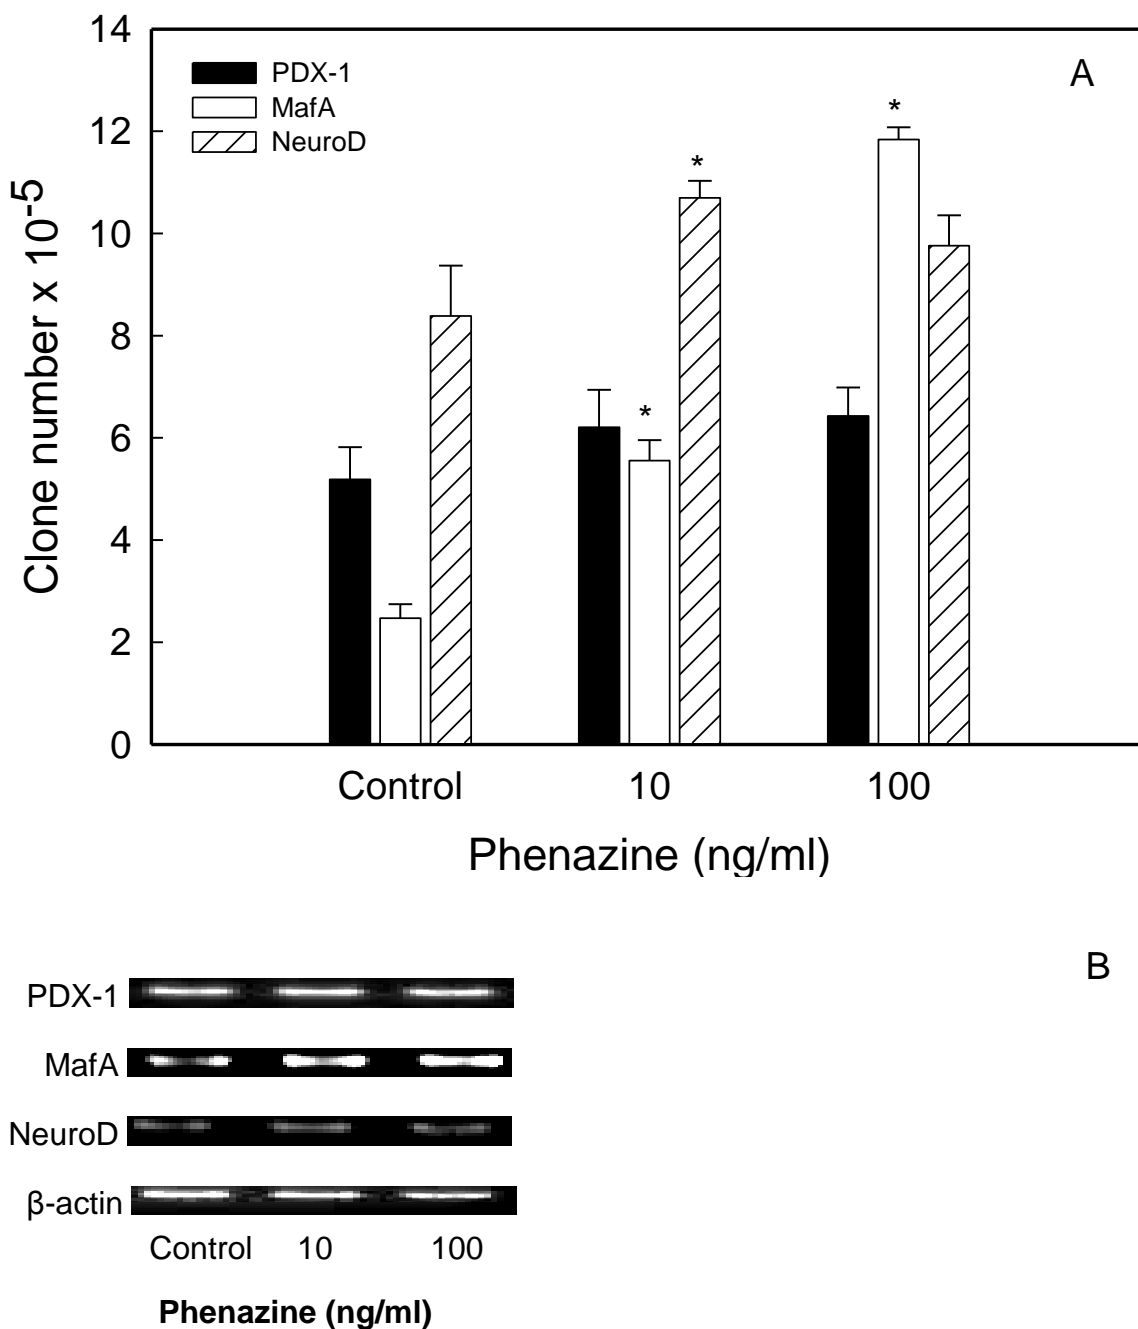 14
A
PDX-1
MafA
NeuroD
12
*
*
10
8
6
*
4
2
0
Clone number x 10-5
Control 10 100
Phenazine (ng/ml)
B
PDX-1
MafA
NeuroD
β-actin
Control 10 100
Phenazine (ng/ml)